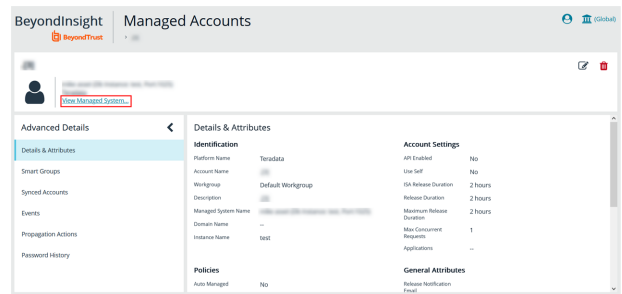 BeyondInsight
BeyondTrust
Managed Accounts
(Global)
View Managed System...
Advanced Details
Details & Attributes
Smart Groups
Synced Accounts
Events
Propagation Actions
Password History
Details & Attributes
Identification
Platform Name Teradata
Account Name
Workgroup Default Workgroup
Description
Managed System Name
Domain Name --
Instance Name test
Account Settings
API Enabled No
Use Self No
ISA Release Duration 2 hours
Release Duration 2 hours
Maximum Release Duration 2 hours
Max Concurrent Requests 1
Applications --
Policies
Auto Managed No
General Attributes
Release Notification
Email